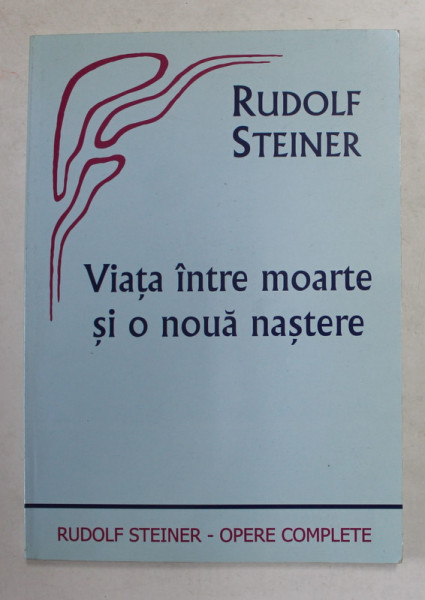 RUDOLF
STEINER
Viața între moarte
și o nouă naștere
RUDOLF STEINER - OPERE COMPLETE